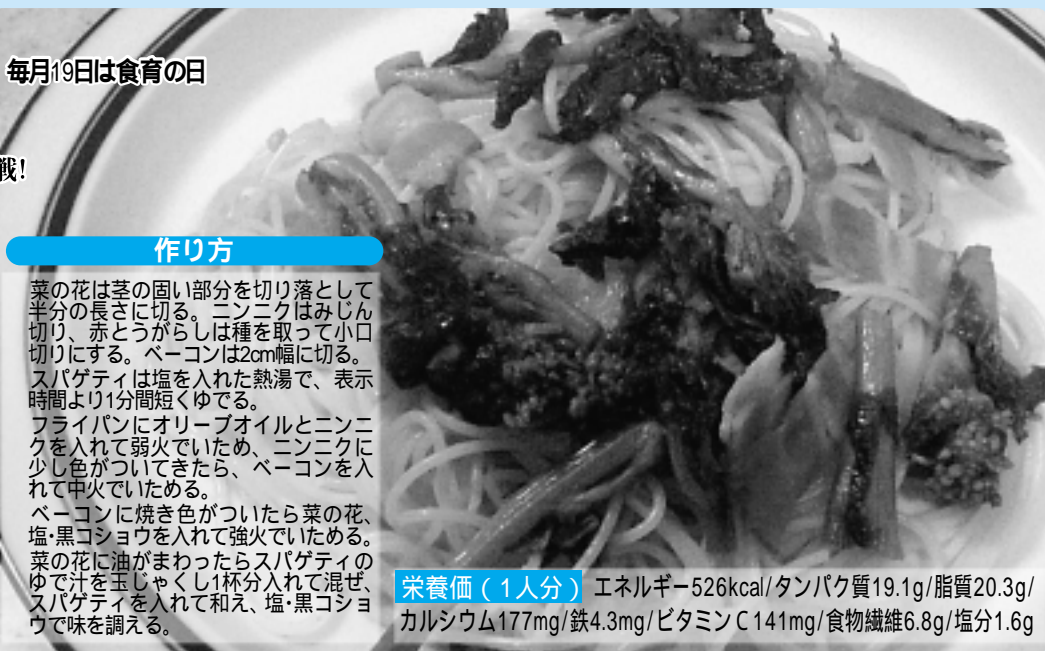 毎月19日は食育の日
戦!
作り方
菜の花は茎の固い部分を切り落として
半分の長さに切る。ニンニクはみじん
切り、赤とうがらしは種を取って小口
切りにする。ベーコンは2cm幅に切る。
スパゲティは塩を入れた熱湯で、表示
時間より1分間短くゆでる。
フライパンにオリーブオイルとニンニ
クを入れて弱火でいため、ニンニクに
少し色がついてきたら、ベーコンを入
れて中火でいためる。
ベーコンに焼き色がついたら菜の花、
塩・黒コショウを入れて強火でいためる。
菜の花に油がまわったらスパゲティの
ゆで汁を玉じゃくし1杯分入れて混ぜ、
スパゲティを入れて和え、塩・黒コショ
ウで味を調える。
栄養価(1人分) エネルギー526kcal/タンパク質19.1g/脂質20.3g/
カルシウム177mg/鉄4.3mg/ビタミンC141mg/食物繊維6.8g/塩分1.6g